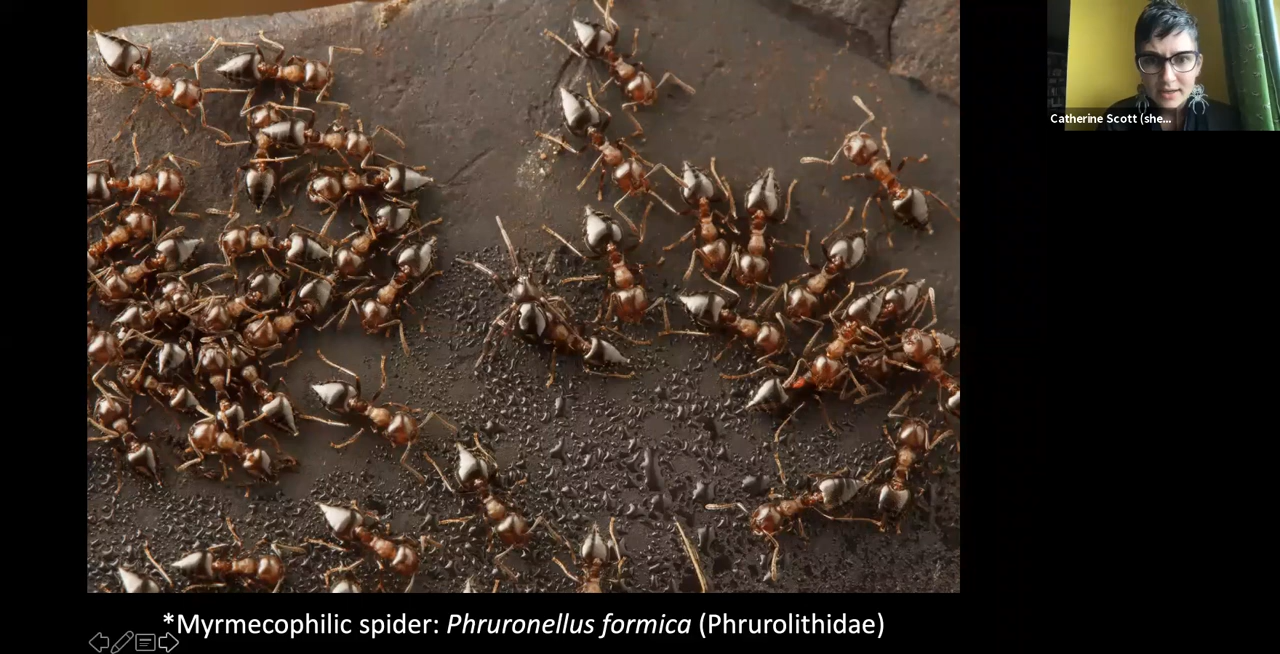 Catherine Scott (she...
*Myrmecophilic spider: Phruronellus formica (Phrurolithidae)